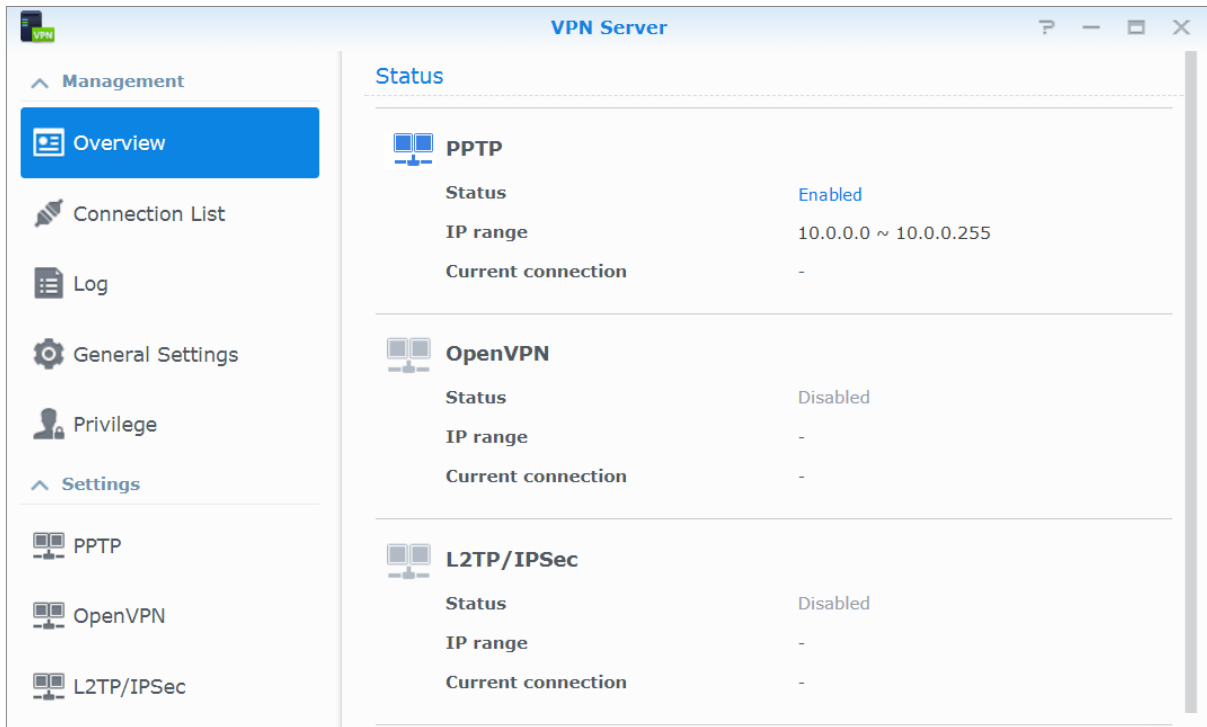 VPN
VPN Server
Management
Overview
Connection List
Log
General Settings
Privilege
Settings
PPTP
OpenVPN
L2TP/IPSec
Status
PPTP
Status Enabled
IP range 10.0.0.0 ~ 10.0.0.255
Current connection -
OpenVPN
Status Disabled
IP range -
Current connection -
L2TP/IPSec
Status Disabled
IP range -
Current connection -